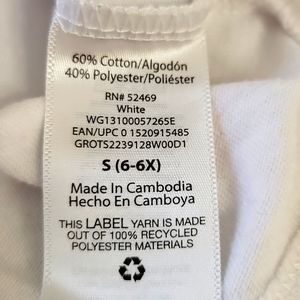 60% Cotton/Algodón
40% Polyester/Poliéster
RN# 52469
White
WG13100057265E
EAN/UPC 0 1520915485
GROTS2239128W00D1
S (6-6X)
Made In Cambodia
Hecho En Camboya
THIS LABEL YARN IS MADE
OUT OF 100% RECYCLED
POLYESTER MATERIALS